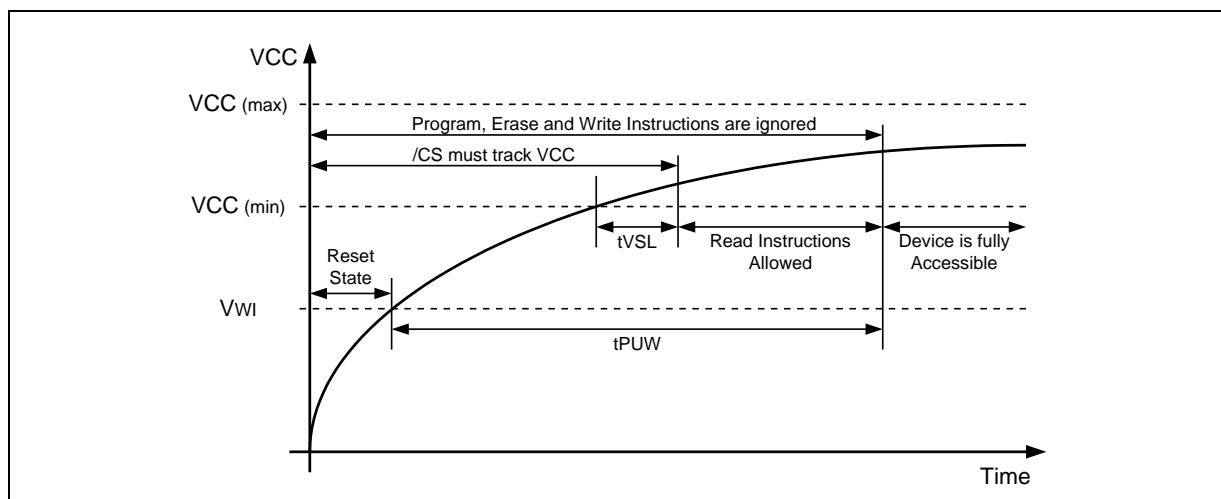 VCC
VCC (max)
Program, Erase and Write Instructions are ignored
/CS must track VCC
VCC (min)
tVSL
Read Instructions
Allowed
Device is fully
Accessible
Reset
State
VWI
tPUW
Time